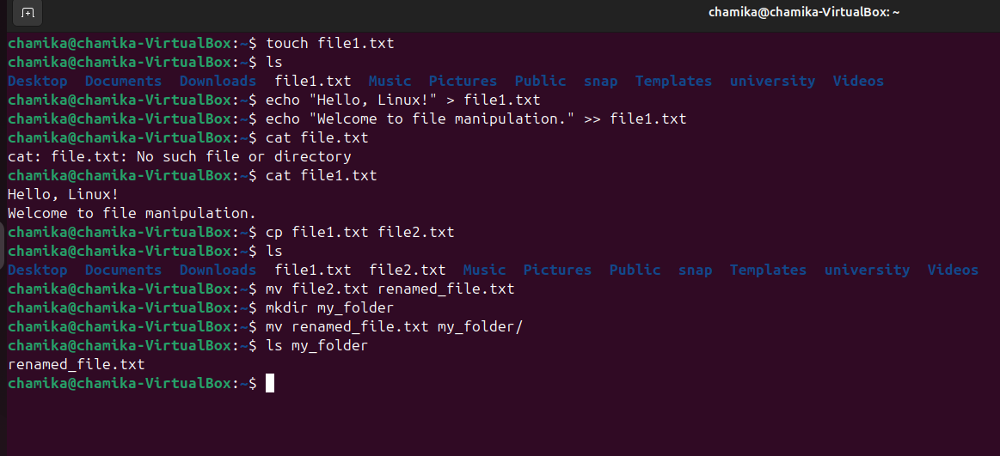 chamika@chamika-VirtualBox: ~
chamika@chamika-VirtualBox:~$ touch file1.txt
chamika@chamika-VirtualBox:~$ ls
Desktop Documents Downloads file1.txt Music Pictures Public snap Templates university Videos
chamika@chamika-VirtualBox:~$ echo "Hello, Linux!" > file1.txt
chamika@chamika-VirtualBox:~$ echo "Welcome to file manipulation." >> file1.txt
chamika@chamika-VirtualBox:~$ cat file.txt
cat: file.txt: No such file or directory
chamika@chamika-VirtualBox:~$ cat file1.txt
Hello, Linux!
Welcome to file manipulation.
chamika@chamika-VirtualBox:~$ cp file1.txt file2.txt
chamika@chamika-VirtualBox:~$ ls
Desktop Documents Downloads file1.txt file2.txt Music Pictures Public snap Templates university Videos
chamika@chamika-VirtualBox:~$ mv file2.txt renamed_file.txt
chamika@chamika-VirtualBox:~$ mkdir my_folder
chamika@chamika-VirtualBox:~$ mv renamed_file.txt my_folder/
chamika@chamika-VirtualBox:~$ ls my_folder
renamed_file.txt
chamika@chamika-VirtualBox:~$